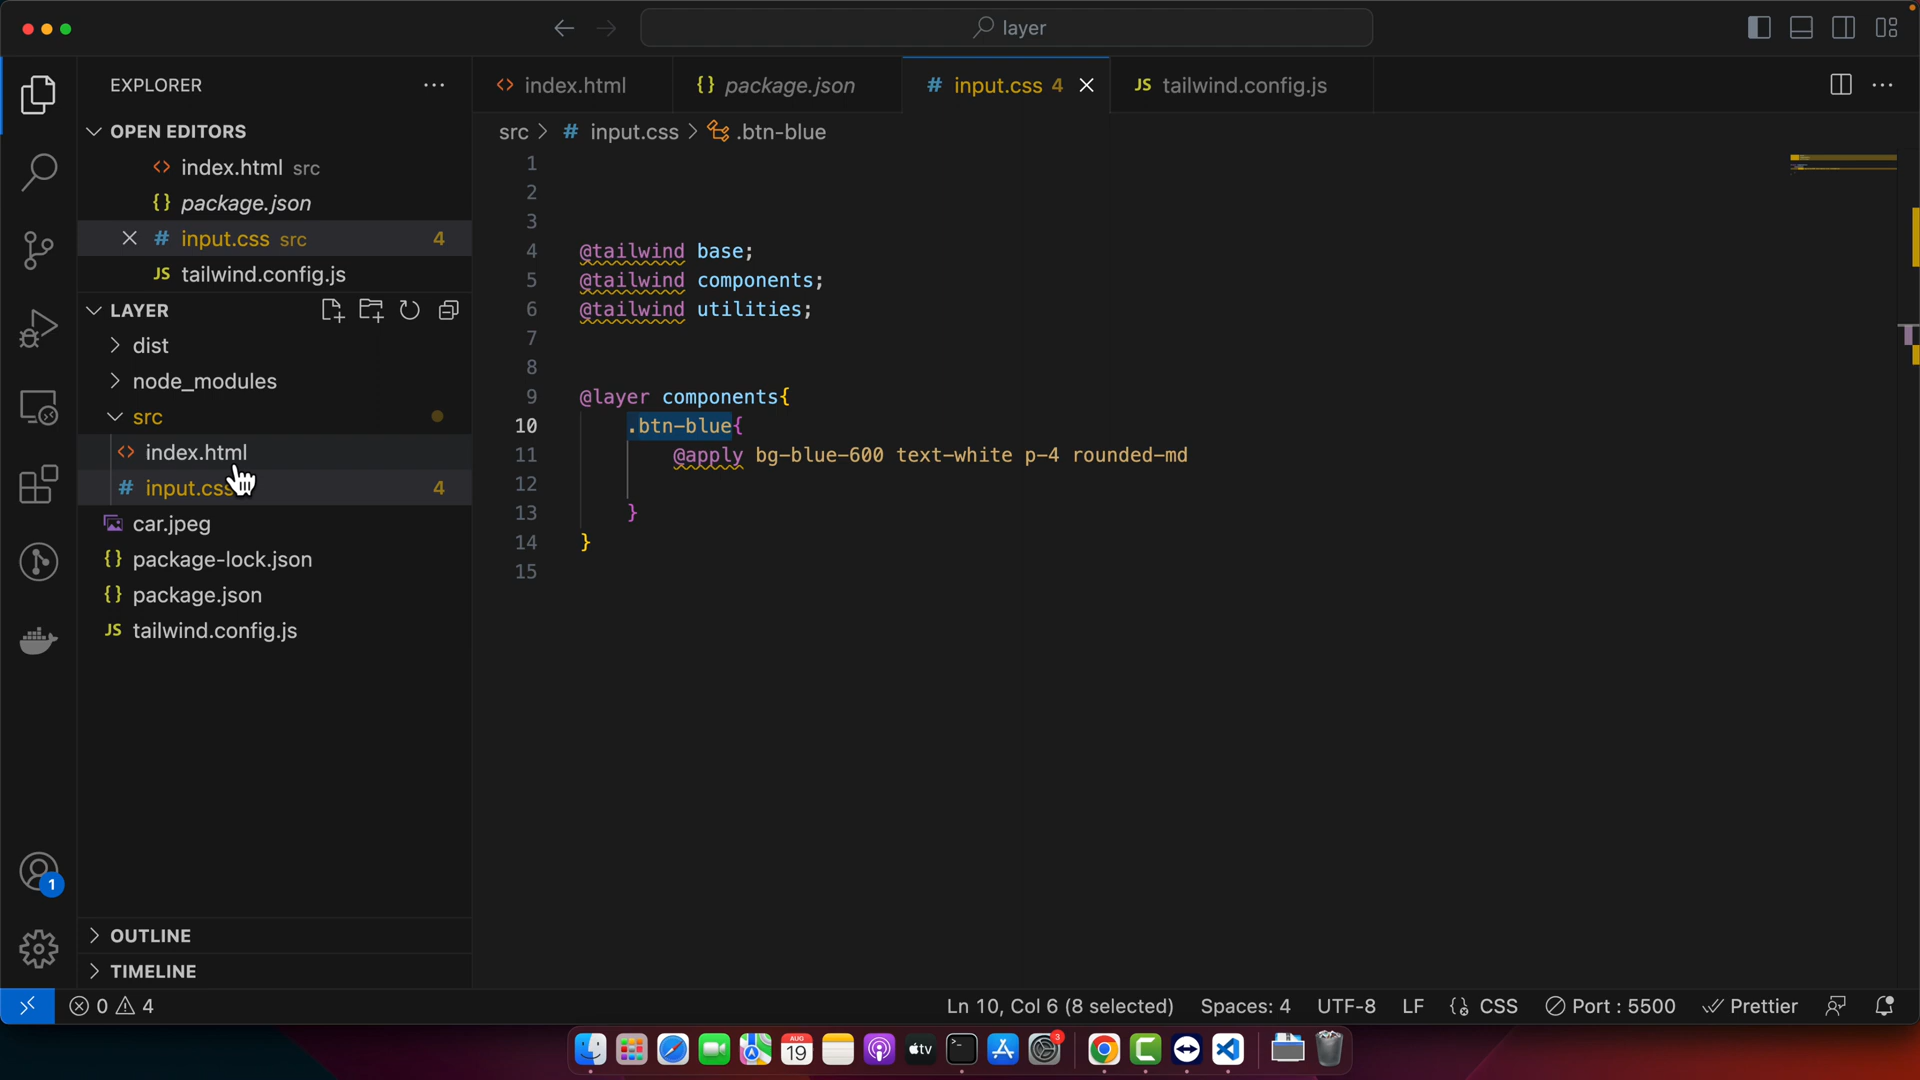 layer
EXPLORER
index.html
package.json
input.css 4
tailwind.config.js
src > input.css > .btn-blue
OPEN EDITORS
index.html src
package.json
input.css src 4
tailwind.config.js
LAYER
dist
node_modules
src
index.html
input.css 4
car.jpeg
package-lock.json
package.json
tailwind.config.js
OUTLINE
TIMELINE
1
2
3
4 @tailwind base;
5 @tailwind components;
6 @tailwind utilities;
7
8
9 @layer components{
10 .btn-blue{
11 @apply bg-blue-600 text-white p-4 rounded-md
12
13 }
14 }
15
1
0 4
Ln 10, Col 6 (8 selected)
Spaces: 4
UTF-8
LF
{} CSS
Port : 5500
Prettier
AUG
19
tv
3